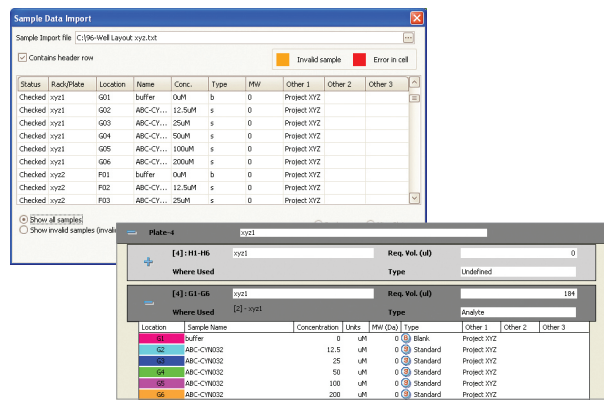 Sample Data Import
Sample Import file C:\96-Well Layout xyz.txt ...
Contains header row Invalid sample Error in cell
Status Rack/Plate Location Name Conc. Type MW Other 1 Other 2 Other 3
Checked xyz1 G01 buffer 0uM b 0 Project XYZ
Checked xyz1 G02 ABC-CY... 12.5uM s 0 Project XYZ
Checked xyz1 G03 ABC-CY... 25uM s 0 Project XYZ
Checked xyz1 G04 ABC-CY... 50uM s 0 Project XYZ
Checked xyz1 G05 ABC-CY... 100uM s 0 Project XYZ
Checked xyz1 G06 ABC-CY... 200uM s 0 Project XYZ
Checked xyz2 F01 buffer 0uM b 0 Project XYZ
Checked xyz2 F02 ABC-CY... 12.5uM s 0 Project XYZ
Checked xyz2 F03 ABC-CY... 25uM s 0 Project XYZ
Show all samples
Show invalid samples
Plate-4 xyz1
[4]:H1-H6 xyz1 Req. Vol. (ul) 0
Where Used Type Undefined
[4]:G1-G6 xyz1 Req. Vol. (ul) 184
Where Used [2] - xyz1 Type Analyte
Location Sample Name Concentration Units MW (Da) Type Other 1 Other 2 Other 3
G1 buffer 0 uM 0 Blank Project XYZ
G2 ABC-CYN032 12.5 uM 0 Standard Project XYZ
G3 ABC-CYN032 25 uM 0 Standard Project XYZ
G4 ABC-CYN032 50 uM 0 Standard Project XYZ
G5 ABC-CYN032 100 uM 0 Standard Project XYZ
G6 ABC-CYN032 200 uM 0 Standard Project XYZ